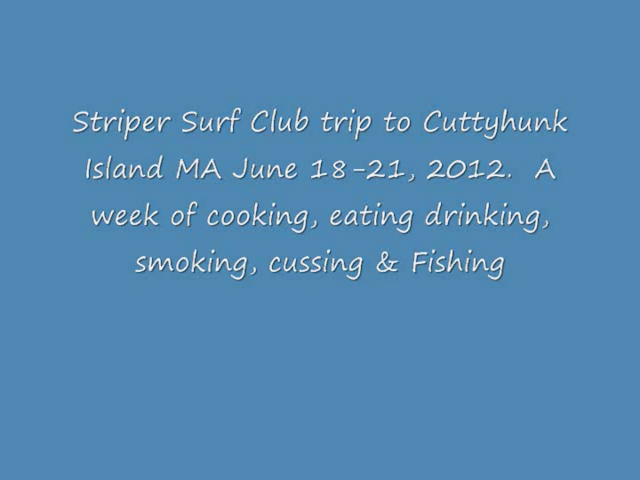 Striper Surf Club trip to Cuttyhunk
Island MA June 18-21, 2012.  A
week of cooking, eating drinking,
smoking, cussing & Fishing